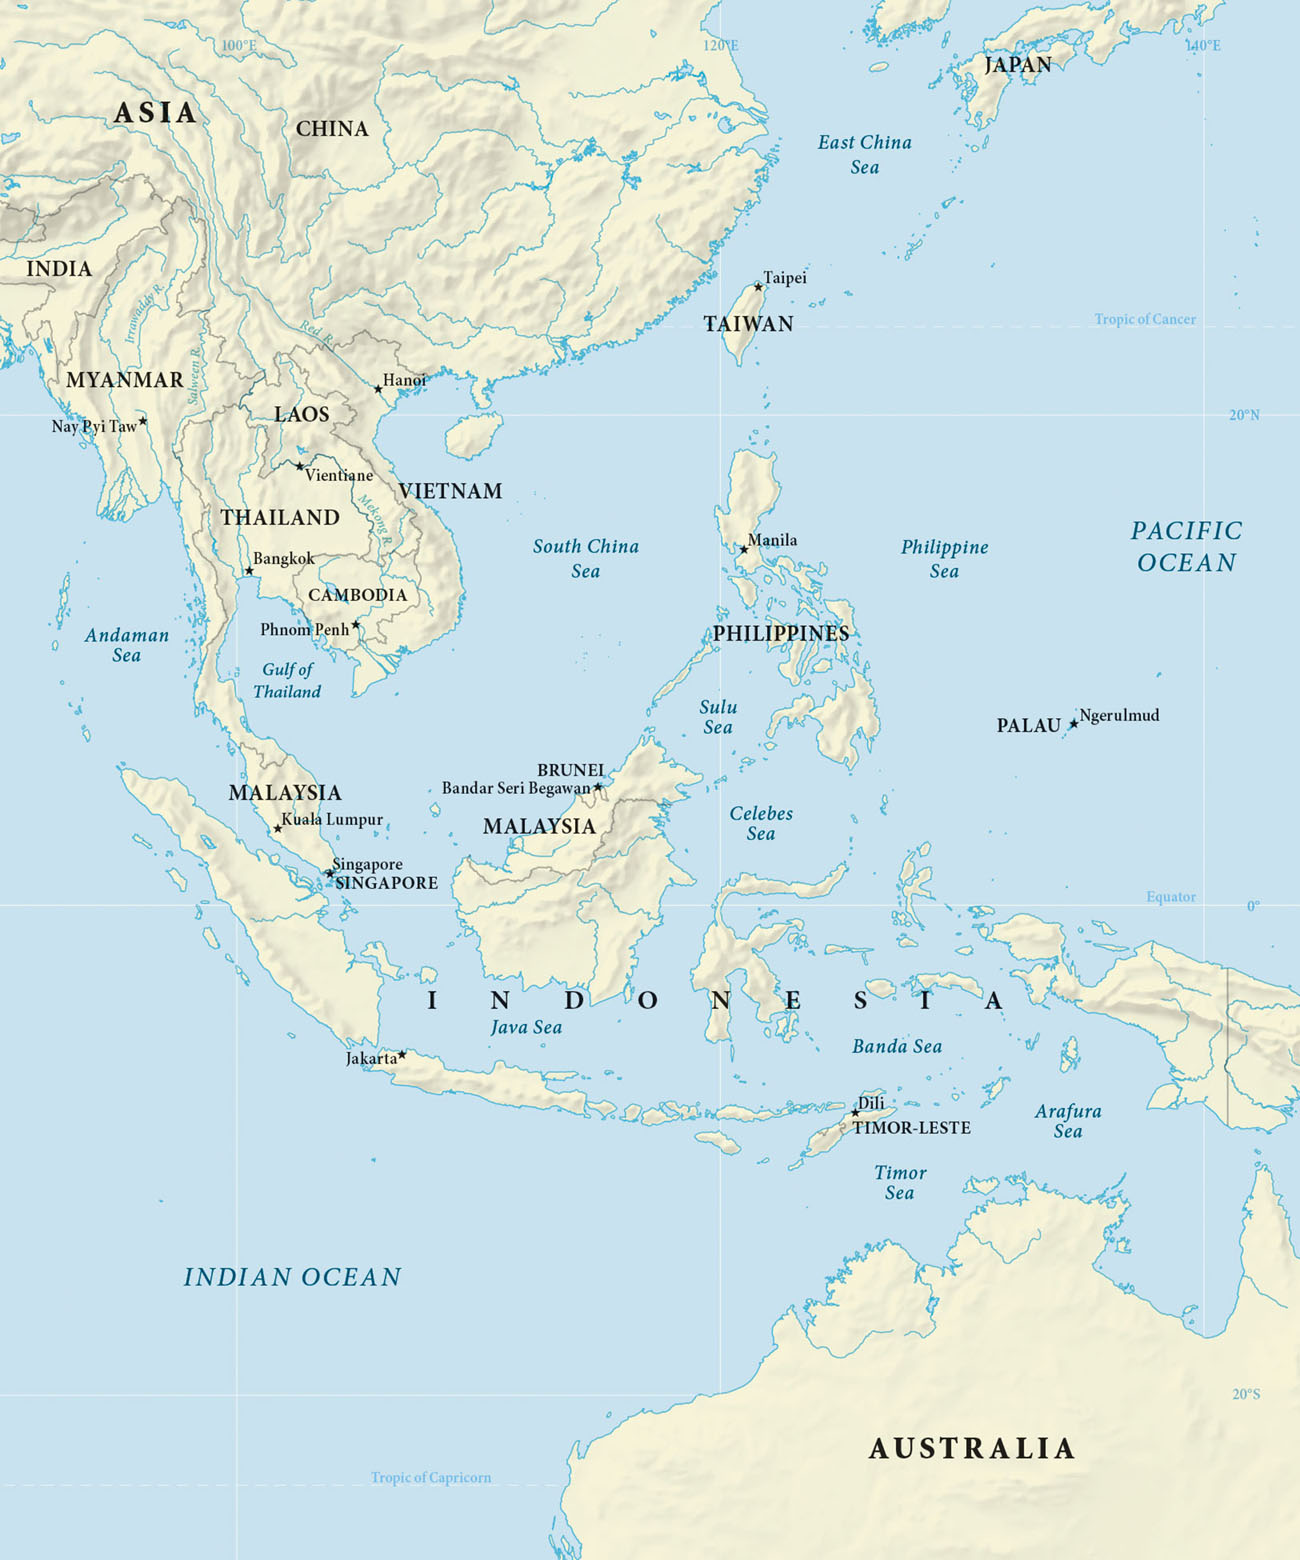 100°E
120°E
140°E
JAPAN
ASIA
CHINA
East China
Sea
INDIA
Taipei
TAIWAN
Tropic of Cancer
Irrawaddy R.
Red R.
Salween R.
MYANMAR
Hanoi
LAOS
20°N
Nay Pyi Taw
Vientiane
VIETNAM
THAILAND
Mekong R.
PACIFIC
OCEAN
Manila
South China
Sea
Philippine
Sea
Bangkok
CAMBODIA
Phnom Penh
PHILIPPINES
Andaman
Sea
Gulf of
Thailand
Sulu
Sea
PALAU
Ngerulmud
BRUNEI
Bandar Seri Begawan
MALAYSIA
Kuala Lumpur
MALAYSIA
Celebes
Sea
Singapore
SINGAPORE
Equator
0°
INDONESIA
Java Sea
Banda Sea
Jakarta
Dili
TIMOR-LESTE
Arafura
Sea
Timor
Sea
INDIAN OCEAN
20°S
AUSTRALIA
Tropic of Capricorn